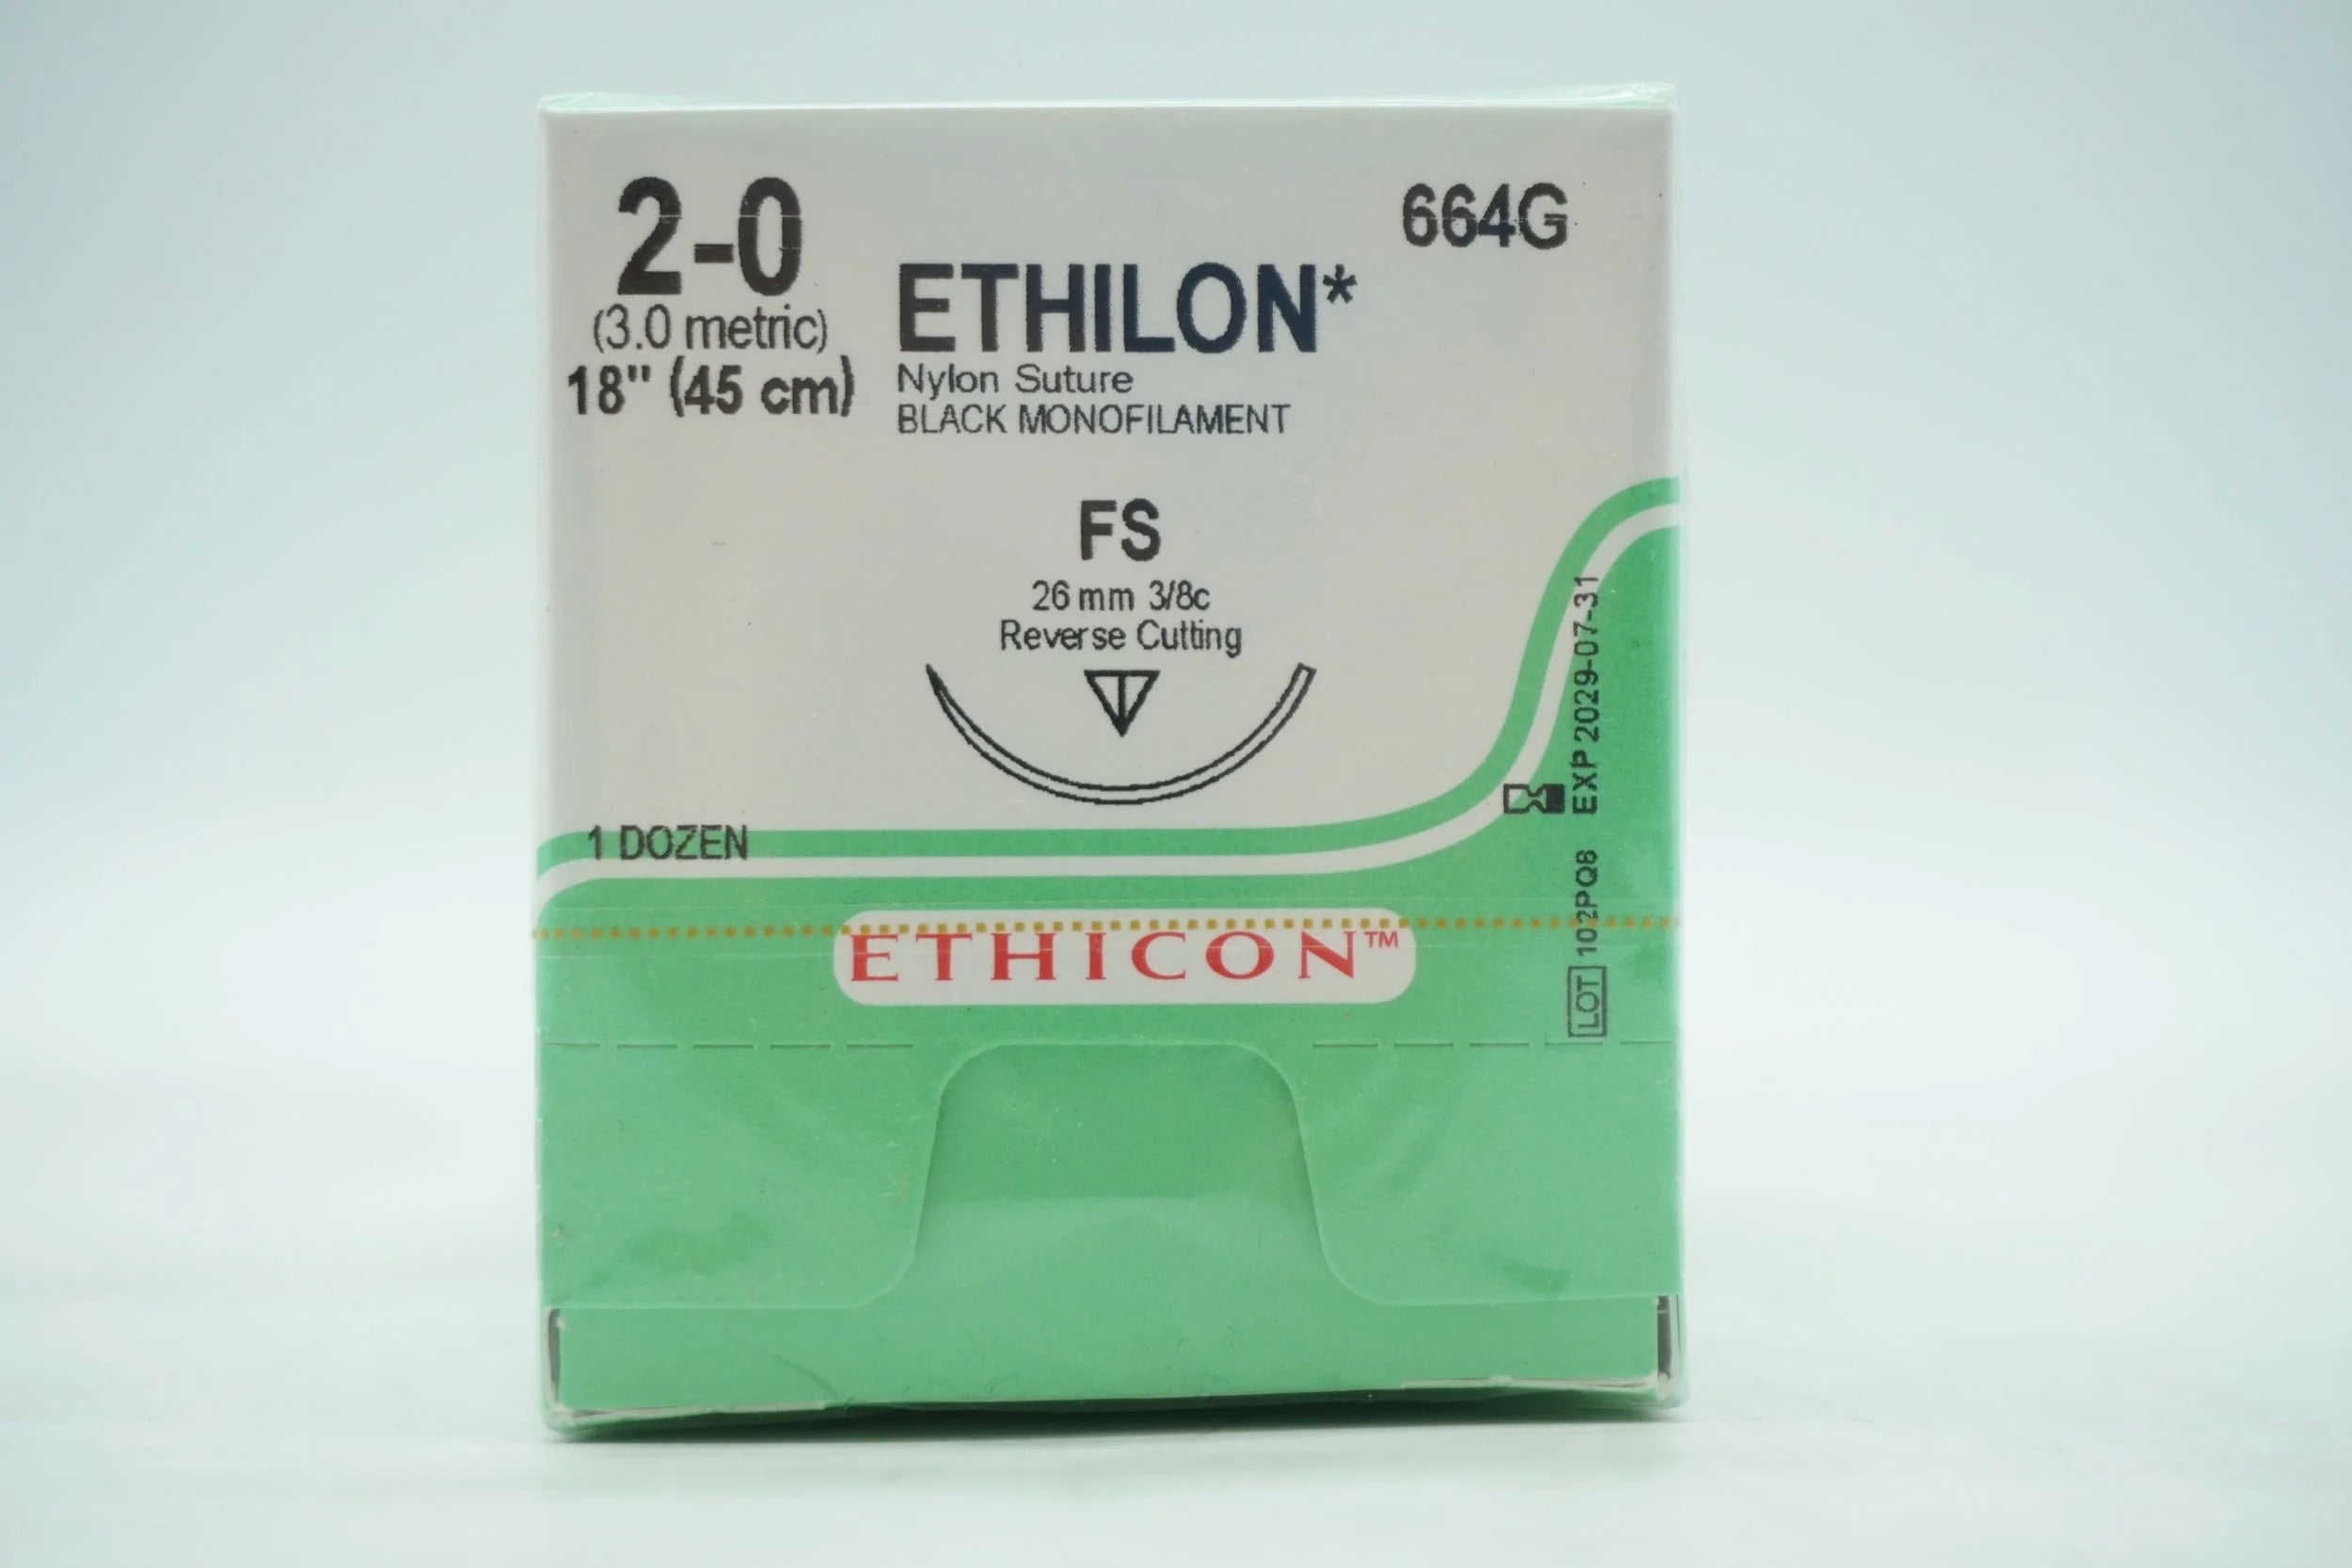 2-0
(3.0 metric)
18" (45 cm)
664G
ETHILON*
Nylon Suture
BLACK MONOFILAMENT
FS
26 mm 3/8c
Reverse Cutting
1 DOZEN
EXP 2029-07-31
LOT 102PQ8
ETHICON™